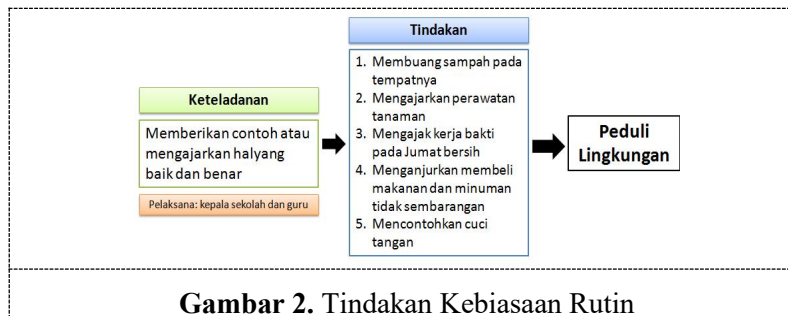 Keteladanan
Memberikan contoh atau
mengajarkan halyang
baik dan benar
Pelaksana: kepala sekolah dan guru
Tindakan
1. Membuang sampah pada
tempatnya
2. Mengajarkan perawatan
tanaman
3. Mengajak kerja bakti
pada Jumat bersih
4. Menganjurkan membeli
makanan dan minuman
tidak sembarangan
5. Mencontohkan cuci
tangan
Peduli
Lingkungan
Gambar 2. Tindakan Kebiasaan Rutin